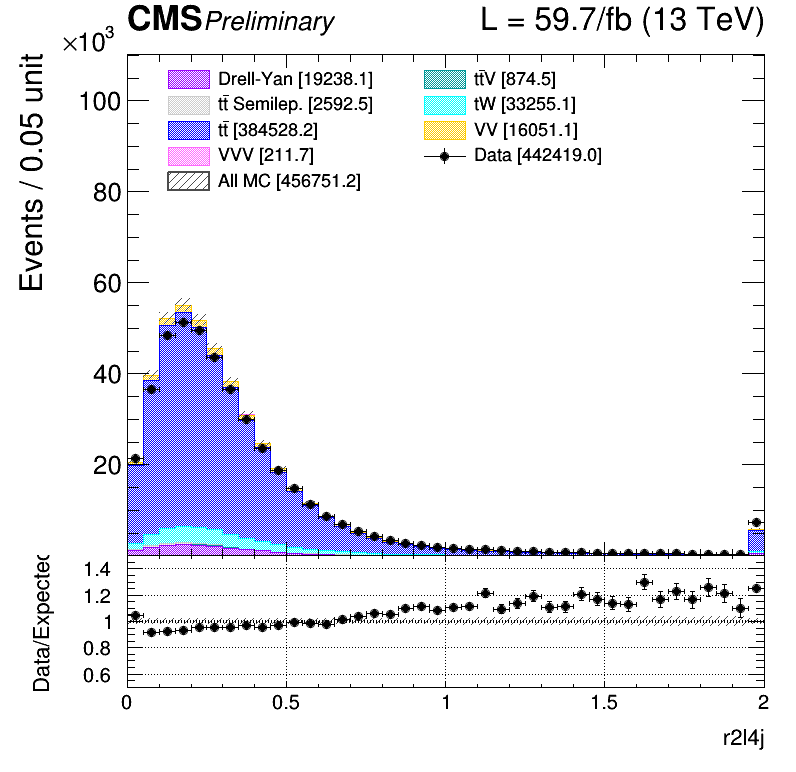 CMS Preliminary L = 59.7/fb (13 TeV)
×10³
Events / 0.05 unit
100
80
60
40
20
Drell-Yan [19238.1]
tt̄ Semilep. [2592.5]
tt̄ [384528.2]
VVV [211.7]
All MC [456751.2]
tt̄V [874.5]
tW [33255.1]
VV [16051.1]
Data [442419.0]
Data/Expected
1.4
1.2
1
0.8
0.6
0 0.5 1 1.5 2
r2l4j